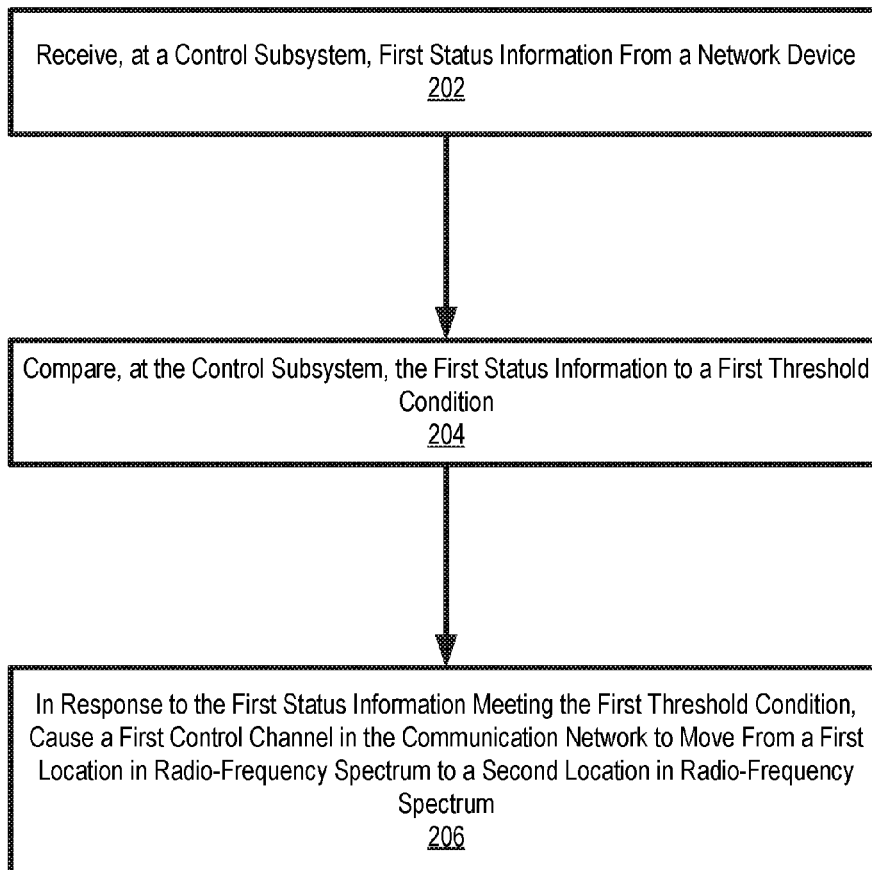 Receive, at a Control Subsystem, First Status Information From a Network Device
202
Compare, at the Control Subsystem, the First Status Information to a First Threshold
Condition
204
In Response to the First Status Information Meeting the First Threshold Condition,
Cause a First Control Channel in the Communication Network to Move From a First
Location in Radio-Frequency Spectrum to a Second Location in Radio-Frequency
Spectrum
206